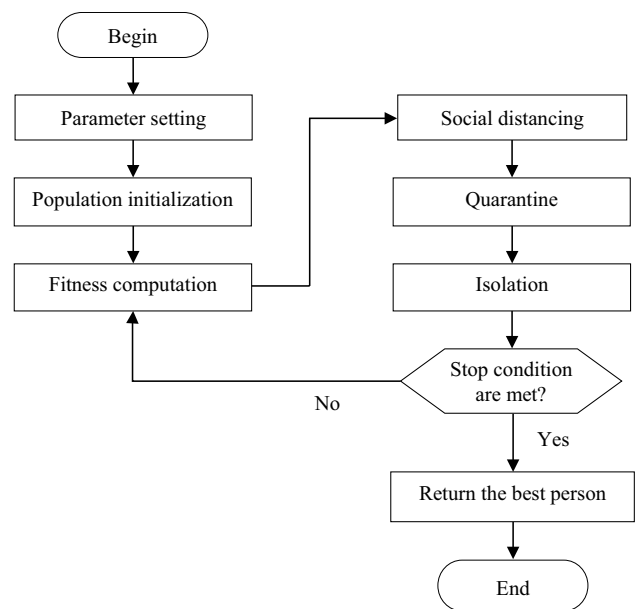 Begin
Parameter setting
Population initialization
Fitness computation
Social distancing
Quarantine
Isolation
Stop condition
are met?
No
Yes
Return the best person
End